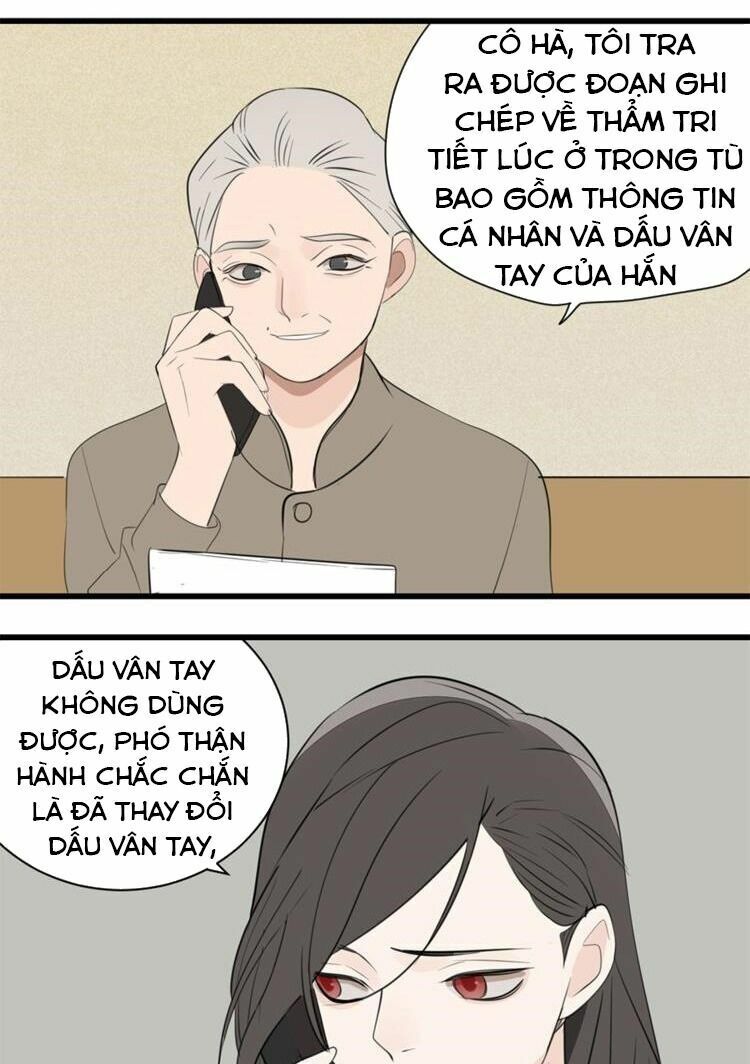 CÔ HÀ, TÔI TRA
RA ĐƯỢC ĐOẠN GHI
CHÉP VỀ THẨM TRI
TIẾT LÚC Ở TRONG TÙ
BAO GỒM THÔNG TIN
CÁ NHÂN VÀ DẤU VÂN
TAY CỦA HẮN
DẤU VÂN TAY
KHÔNG DÙNG
ĐƯỢC, PHÓ THẬN
HÀNH CHẮC CHẮN
LÀ ĐÃ THAY ĐỔI
DẤU VÂN TAY,